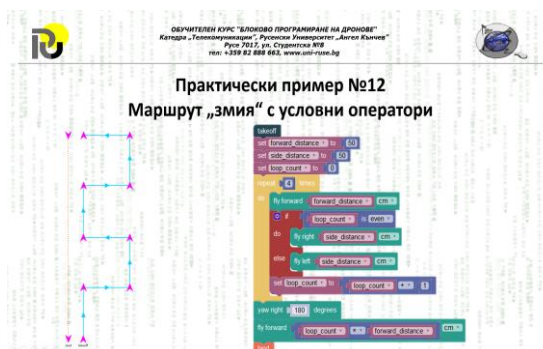 ОБУЧИТЕЛЕН КУРС "БЛОКОВО ПРОГРАМИРАНЕ НА ДРОНОВЕ"
Катедра „Телекомуникации", Русенски Университет „Ангел Кънчев"
Русе 7017, ул. Студентска №8
тел: +359 82 888 663, www.uni-ruse.bg
Практически пример №12
Маршрут „змия“ с условни оператори
takeoff
set forward_distance to 50
set side_distance to 50
set loop_count to 0
repeat 4 times
do fly forward forward_distance cm
if loop_count is even
do fly right side_distance cm
else fly left side_distance cm
set loop_count to loop_count + 1
yaw right 180 degrees
fly forward loop_count × forward_distance cm
land
land takeoff